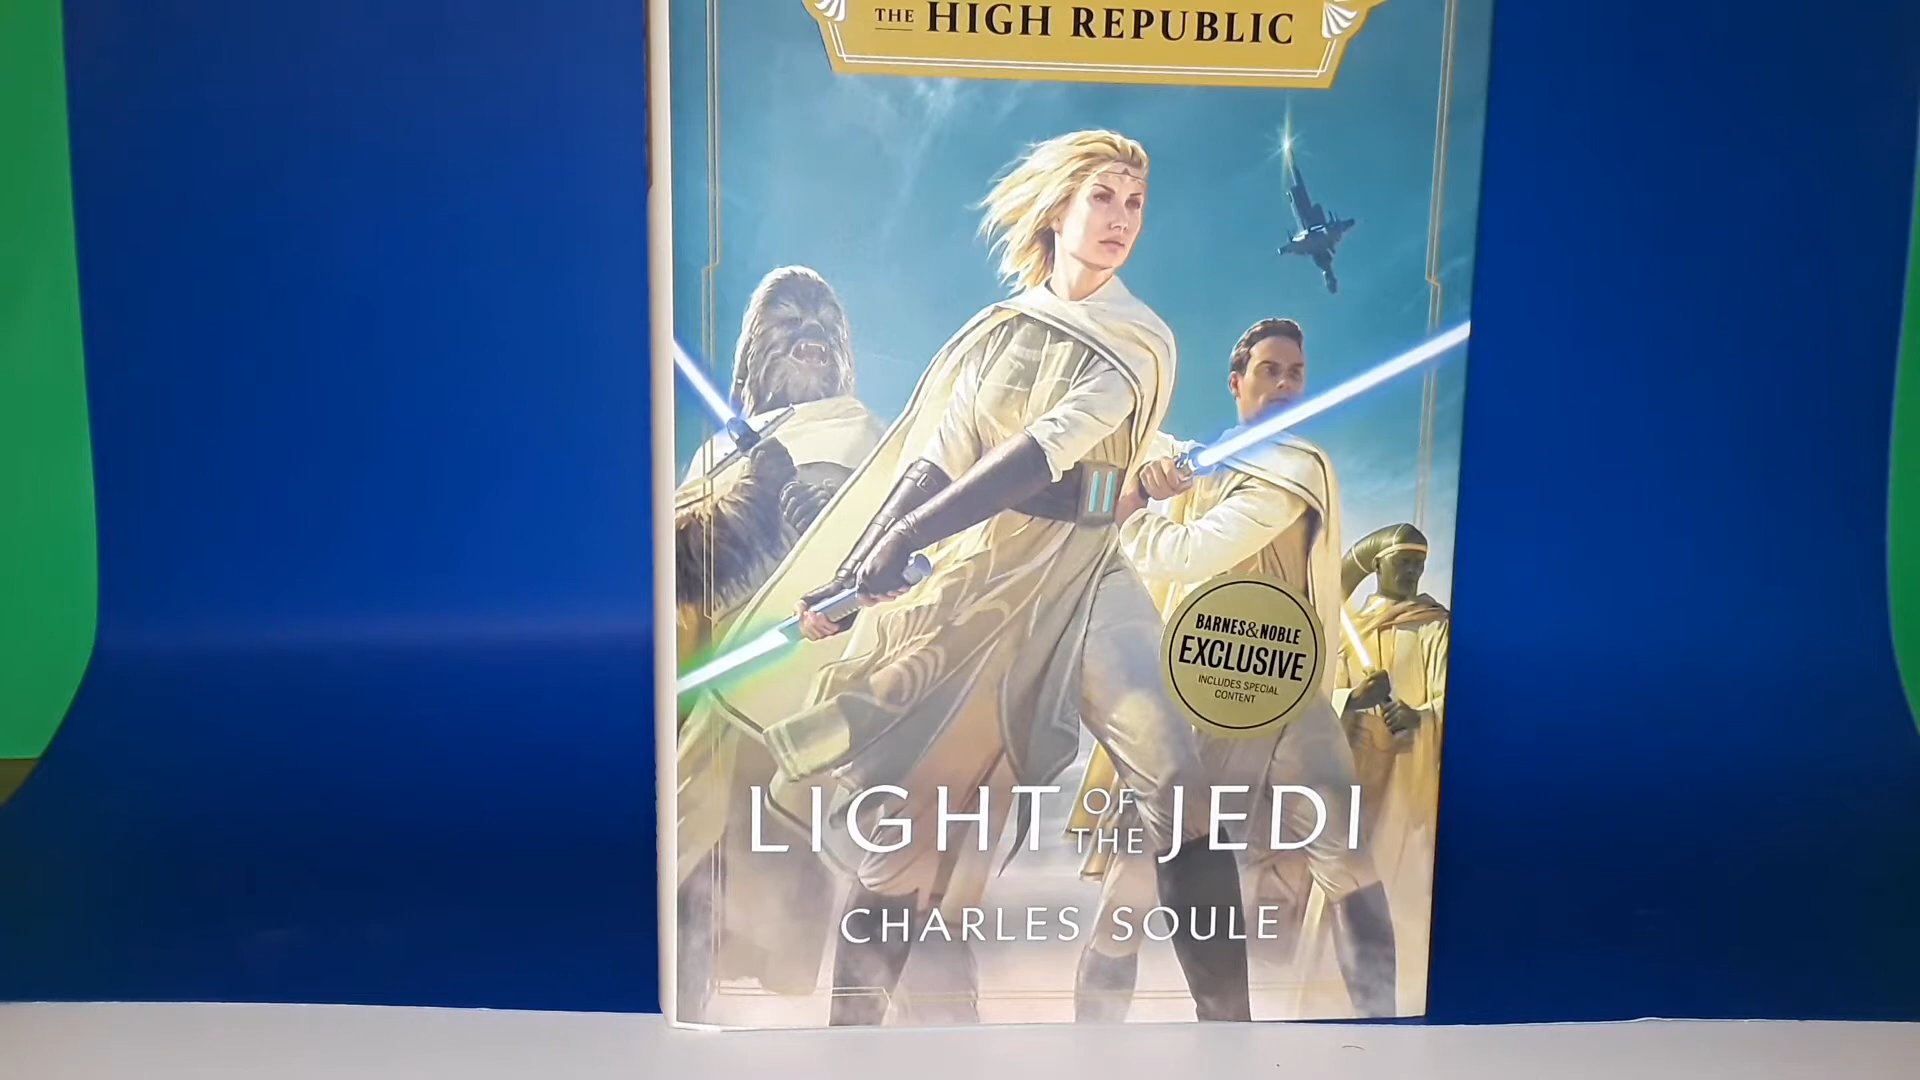 THE HIGH REPUBLIC
BARNES&NOBLE
EXCLUSIVE
INCLUDES SPECIAL
CONTENT
LIGHT OF THE JEDI
CHARLES SOULE